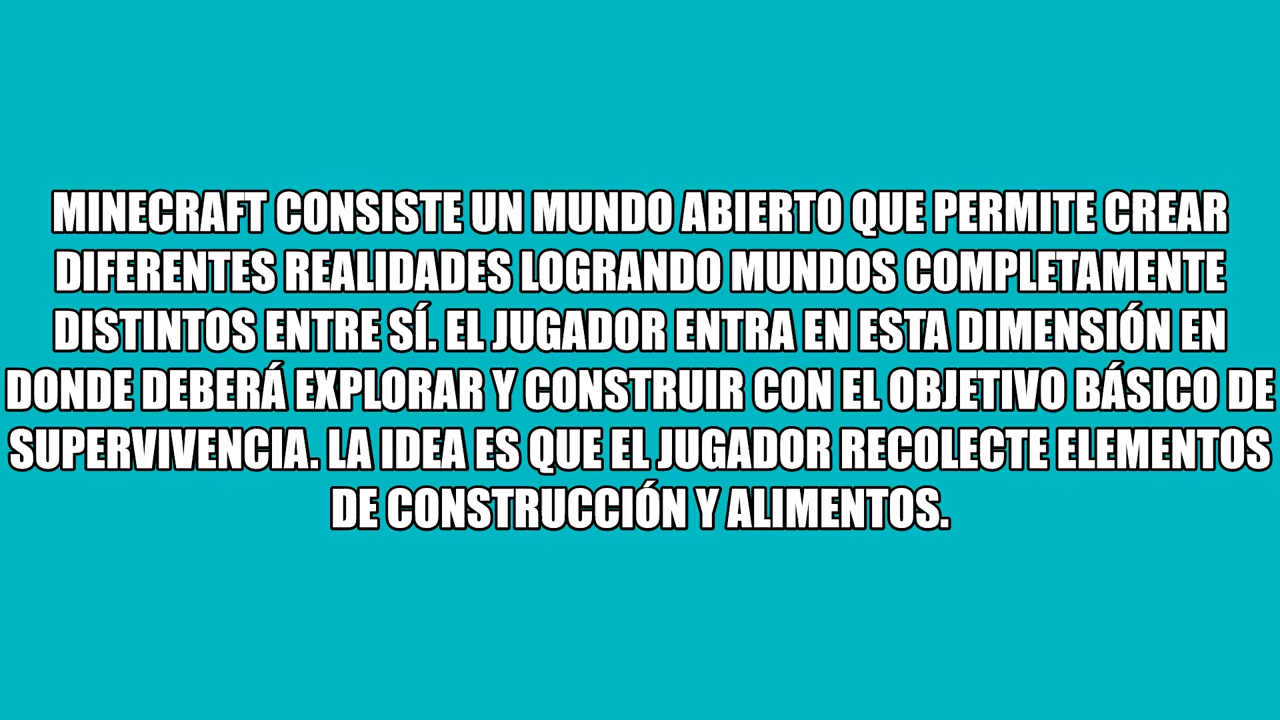 MINECRAFT CONSISTE UN MUNDO ABIERTO QUE PERMITE CREAR
DIFERENTES REALIDADES LOGRANDO MUNDOS COMPLETAMENTE
DISTINTOS ENTRE SÍ. EL JUGADOR ENTRA EN ESTA DIMENSIÓN EN
DONDE DEBERÁ EXPLORAR Y CONSTRUIR CON EL OBJETIVO BÁSICO DE
SUPERVIVENCIA. LA IDEA ES QUE EL JUGADOR RECOLECTE ELEMENTOS
DE CONSTRUCCIÓN Y ALIMENTOS.